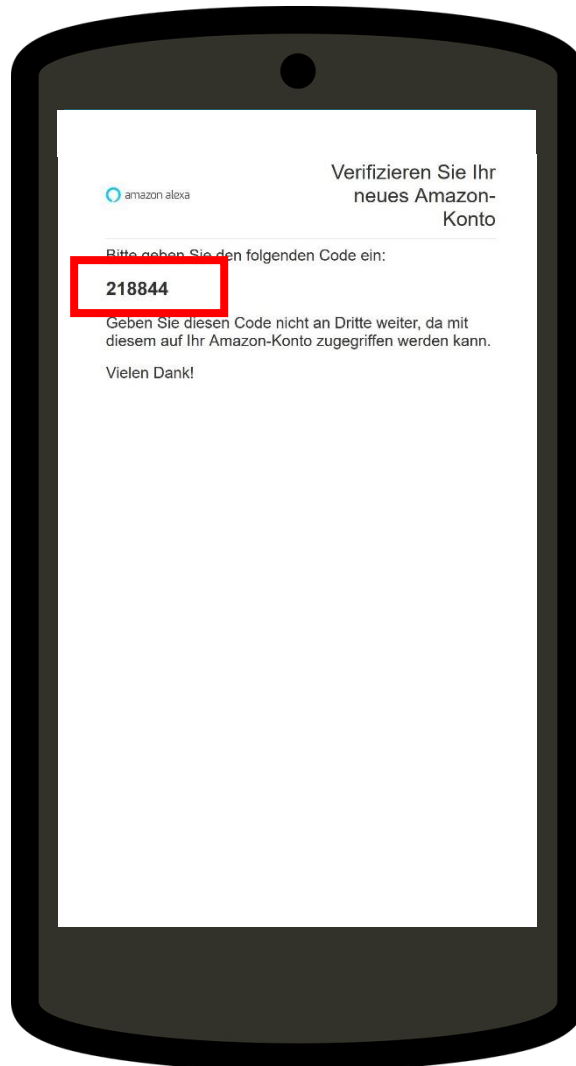 amazon alexa
Verifizieren Sie Ihr
neues Amazon-
Konto
Bitte geben Sie den folgenden Code ein:
218844
Geben Sie diesen Code nicht an Dritte weiter, da mit
diesem auf Ihr Amazon-Konto zugegriffen werden kann.
Vielen Dank!